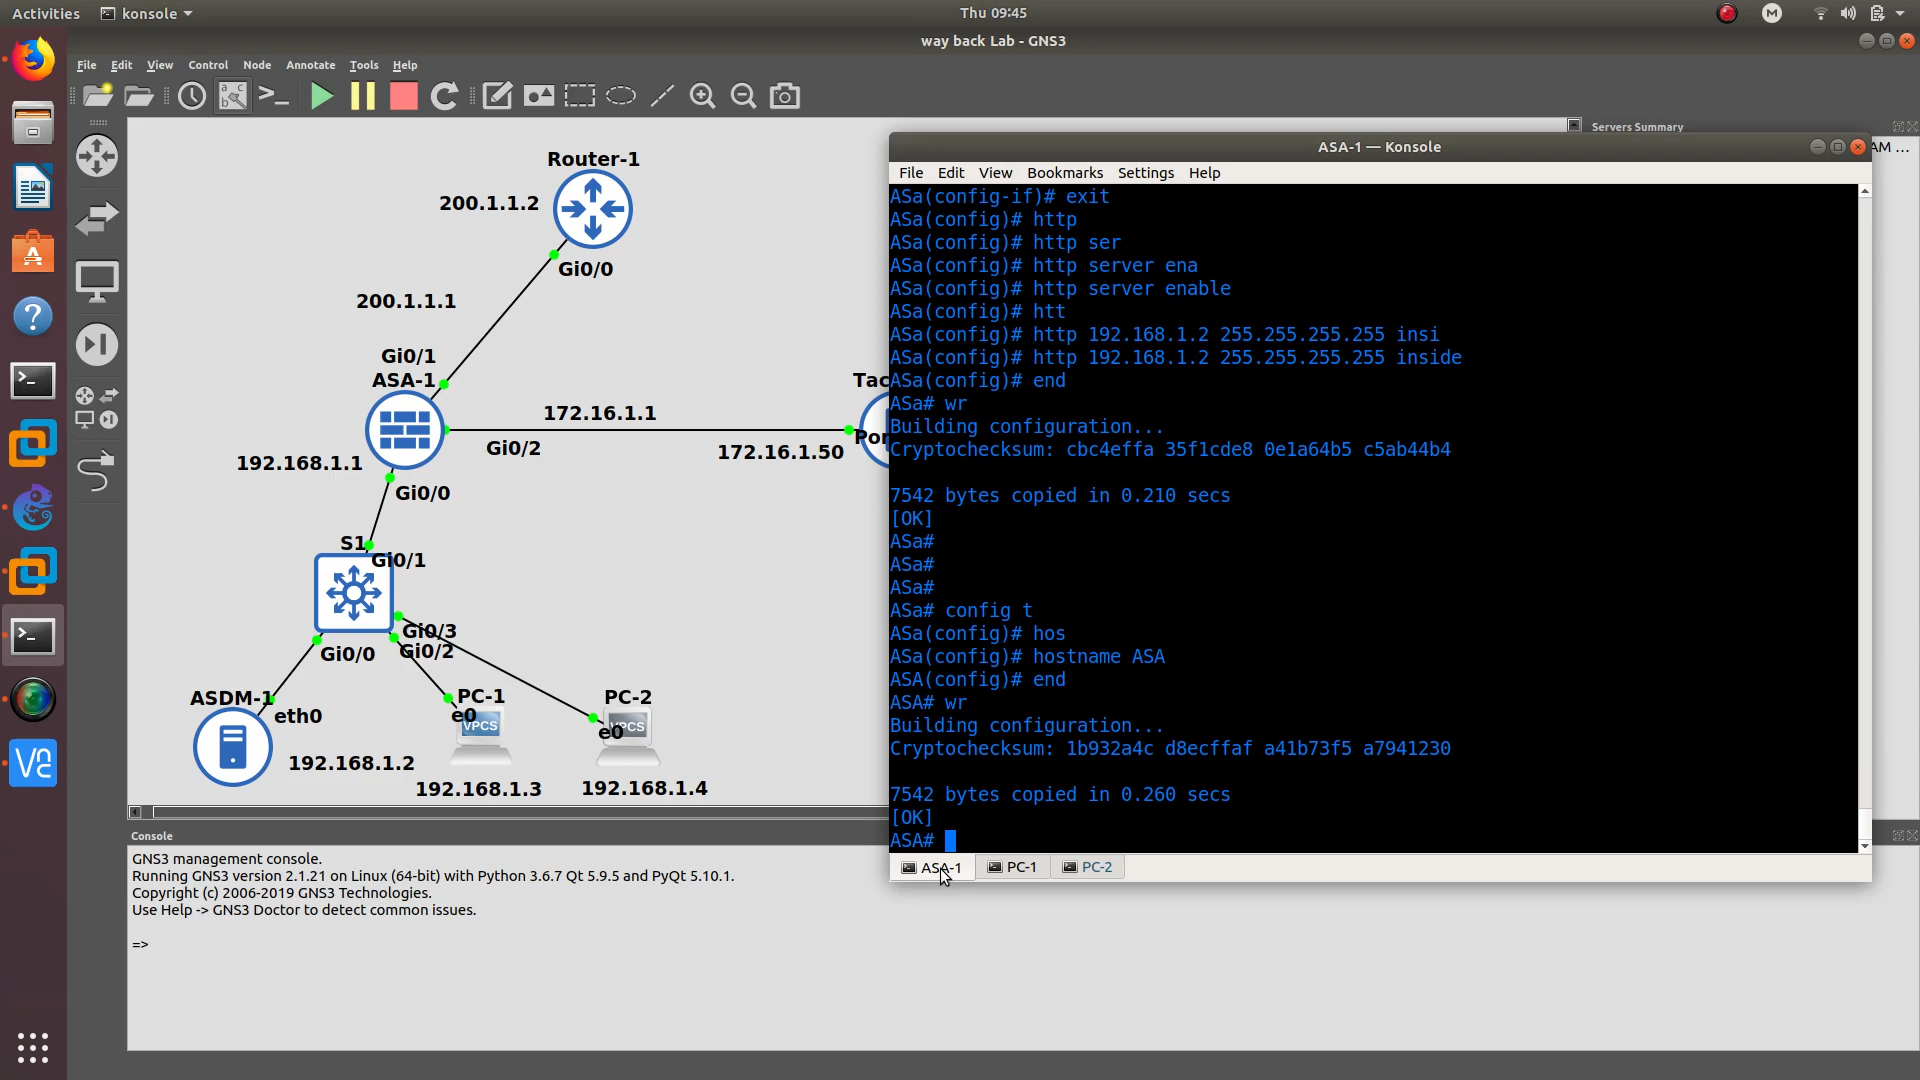 Activities
konsole
Thu 09:45
way back Lab - GNS3
File Edit View Control Node Annotate Tools Help
Servers Summary
AM ...
Router-1
200.1.1.2
Gi0/0
200.1.1.1
Gi0/1
ASA-1
172.16.1.1
Gi0/2
172.16.1.50
Tac
Por
192.168.1.1
Gi0/0
S1
Gi0/1
Gi0/3
Gi0/2
Gi0/0
ASDM-1
eth0
192.168.1.2
PC-1
e0
VPCS
192.168.1.3
PC-2
e0
VPCS
192.168.1.4
ASA-1 — Konsole
File Edit View Bookmarks Settings Help
ASa(config-if)# exit
ASa(config)# http
ASa(config)# http ser
ASa(config)# http server ena
ASa(config)# http server enable
ASa(config)# htt
ASa(config)# http 192.168.1.2 255.255.255.255 insi
ASa(config)# http 192.168.1.2 255.255.255.255 inside
ASa(config)# end
ASa# wr
Building configuration...
Cryptochecksum: cbc4effa 35f1cde8 0e1a64b5 c5ab44b4
7542 bytes copied in 0.210 secs
[OK]
ASa#
ASa#
ASa#
ASa# config t
ASa(config)# hos
ASa(config)# hostname ASA
ASA(config)# end
ASA# wr
Building configuration...
Cryptochecksum: 1b932a4c d8ecffaf a41b73f5 a7941230
7542 bytes copied in 0.260 secs
[OK]
ASA#
ASA-1 PC-1 PC-2
Console
GNS3 management console.
Running GNS3 version 2.1.21 on Linux (64-bit) with Python 3.6.7 Qt 5.9.5 and PyQt 5.10.1.
Copyright (c) 2006-2019 GNS3 Technologies.
Use Help -> GNS3 Doctor to detect common issues.
=>